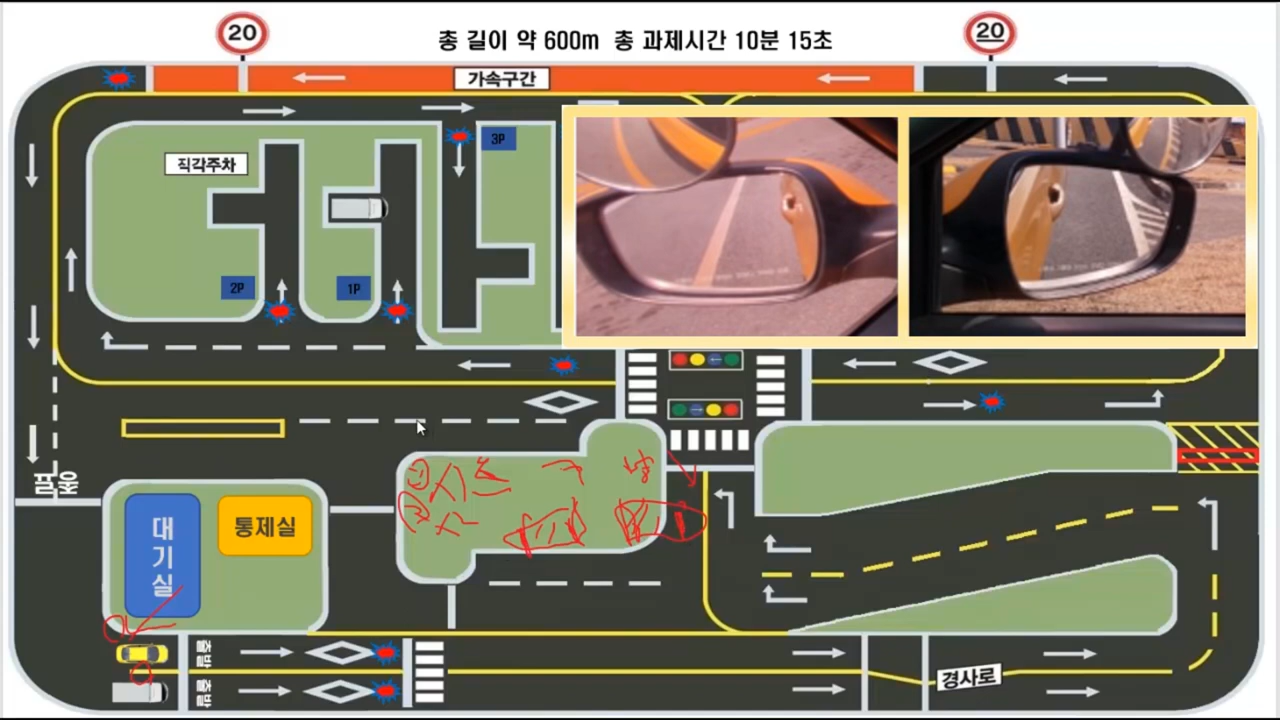 20
총 길이 약 600m 총 과제시간 10분 15초
20
가속구간
직각주차
3P
2P
1P
종료
대기실
통제실
출발
출발
경사로